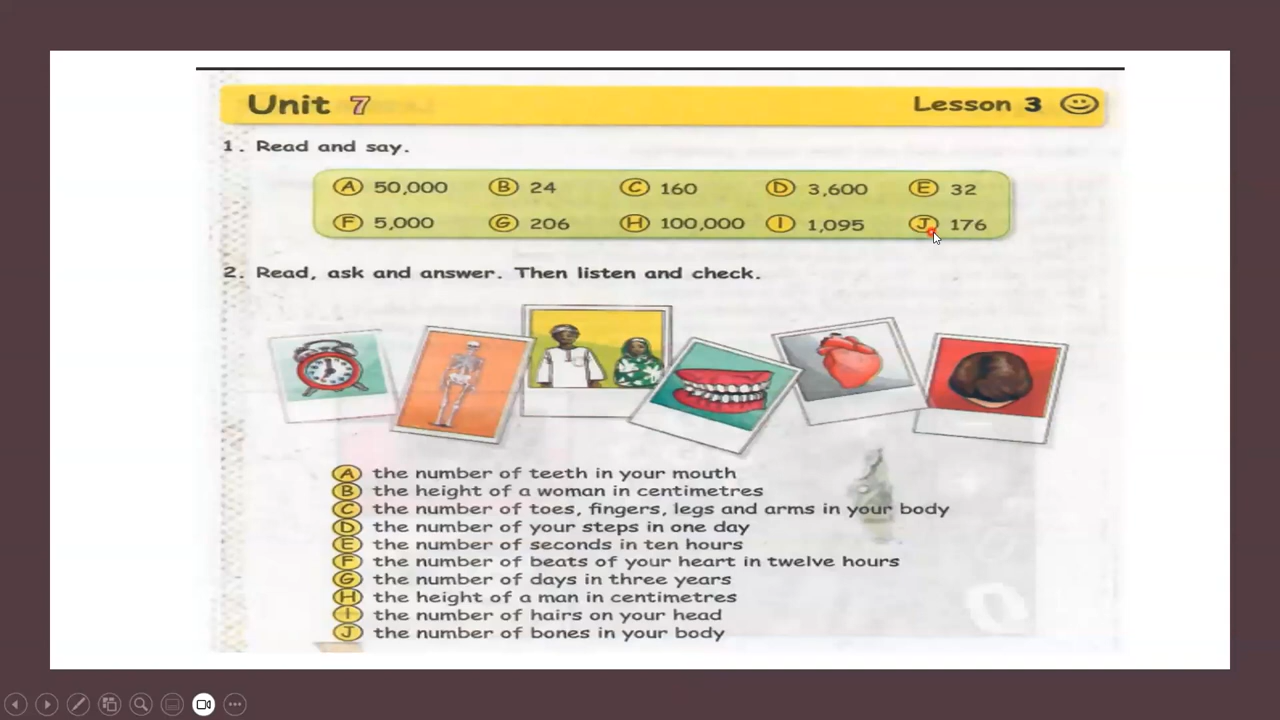 Unit 7 Lesson 3
1. Read and say.
A 50,000 B 24 C 160 D 3,600 E 32
F 5,000 G 206 H 100,000 I 1,095 J 176
2. Read, ask and answer. Then listen and check.
A the number of teeth in your mouth
B the height of a woman in centimetres
C the number of toes, fingers, legs and arms in your body
D the number of your steps in one day
E the number of seconds in ten hours
F the number of beats of your heart in twelve hours
G the number of days in three years
H the height of a man in centimetres
I the number of hairs on your head
J the number of bones in your body